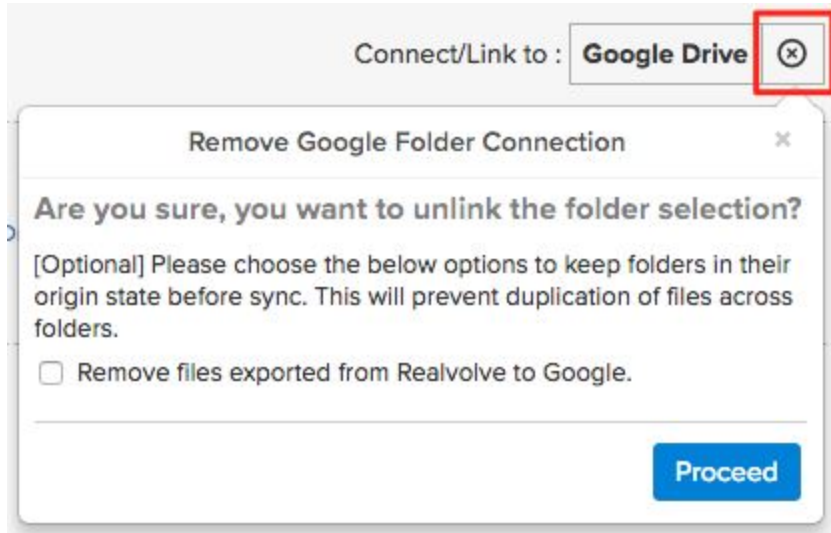 Connect/Link to : Google Drive
Remove Google Folder Connection
Are you sure, you want to unlink the folder selection?
[Optional] Please choose the below options to keep folders in their
origin state before sync. This will prevent duplication of files across
folders.
Remove files exported from Realvolve to Google.
Proceed